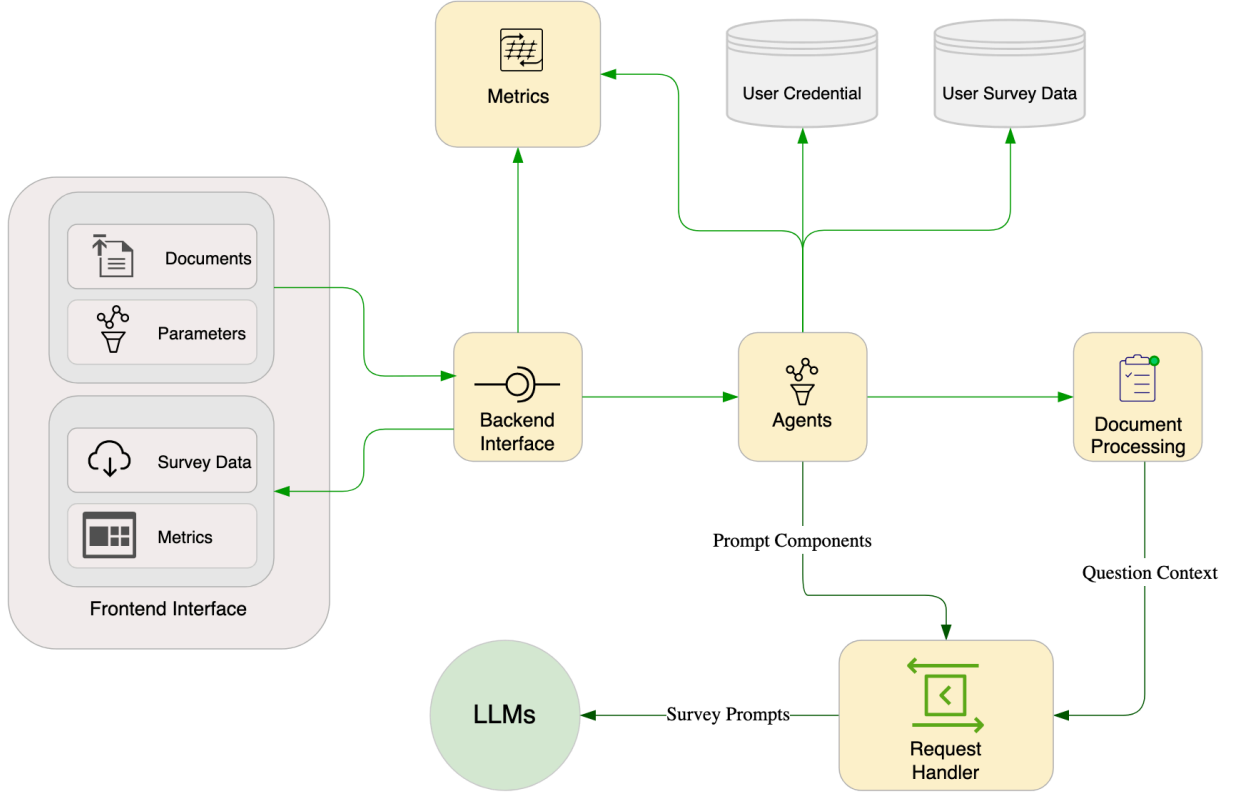 Metrics
User Credential
User Survey Data
Documents
Parameters
Survey Data
Metrics
Frontend Interface
Backend
Interface
Agents
Document
Processing
Prompt Components
Question Context
LLMs
Survey Prompts
Request
Handler